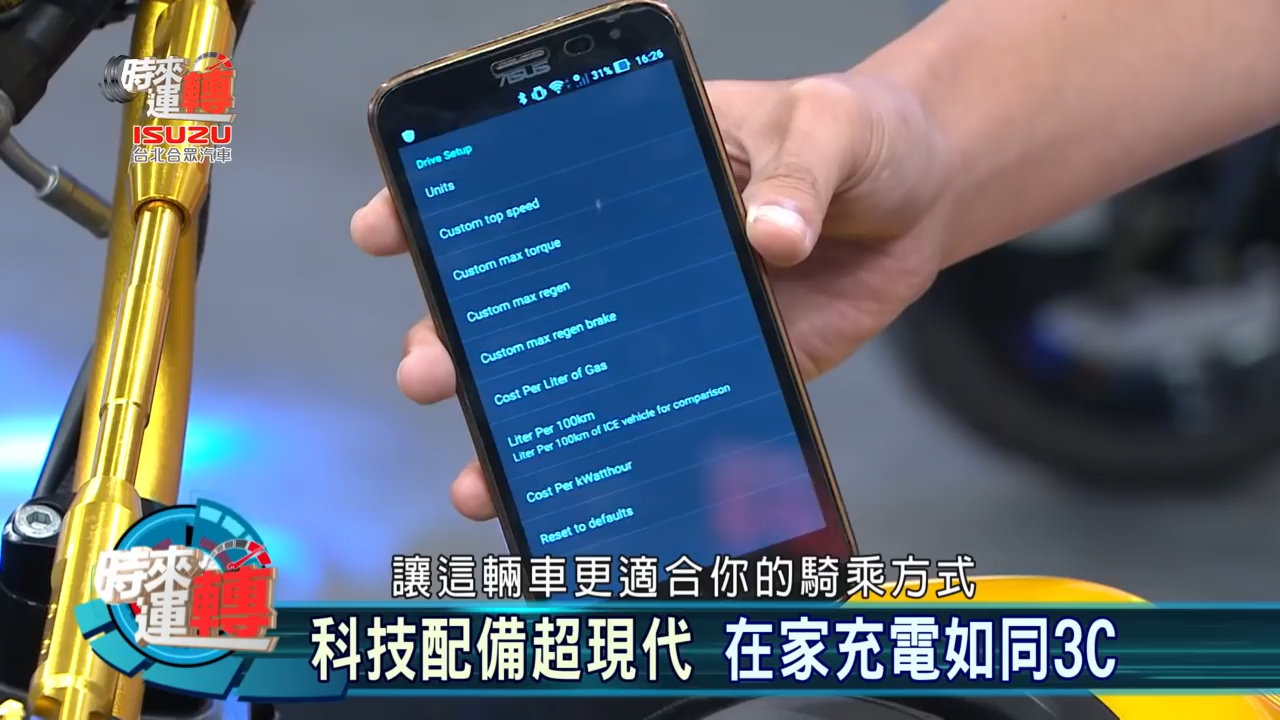 時來運轉
ISUZU
台北合眾汽車
ASUS
31%
16:26
Drive Setup
Units
Custom top speed
Custom max torque
Custom max regen
Custom max regen brake
Cost Per Liter of Gas
Liter Per 100km
Liter Per 100km of ICE vehicle for comparison
Cost Per kWatthour
Reset to defaults
讓這輛車更適合你的騎乘方式
時來運轉
科技配備超現代 在家充電如同3C